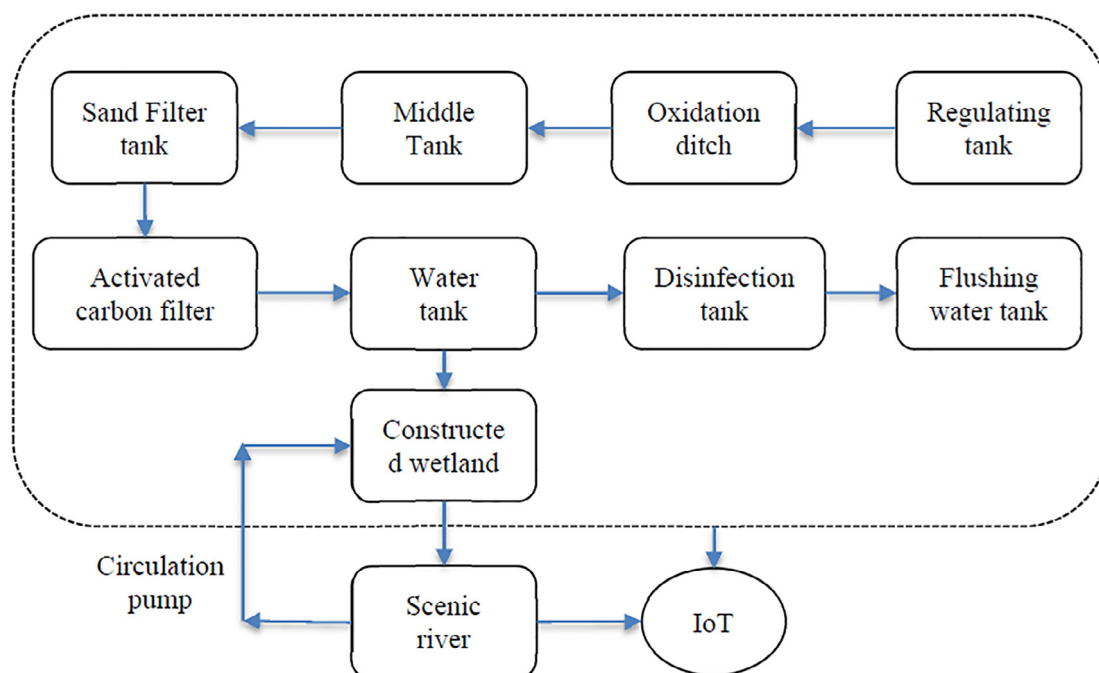 Sand Filter
tank
Middle
Tank
Oxidation
ditch
Regulating
tank
Activated
carbon filter
Water
tank
Disinfection
tank
Flushing
water tank
Constructe
d wetland
Circulation
pump
Scenic
river
IoT